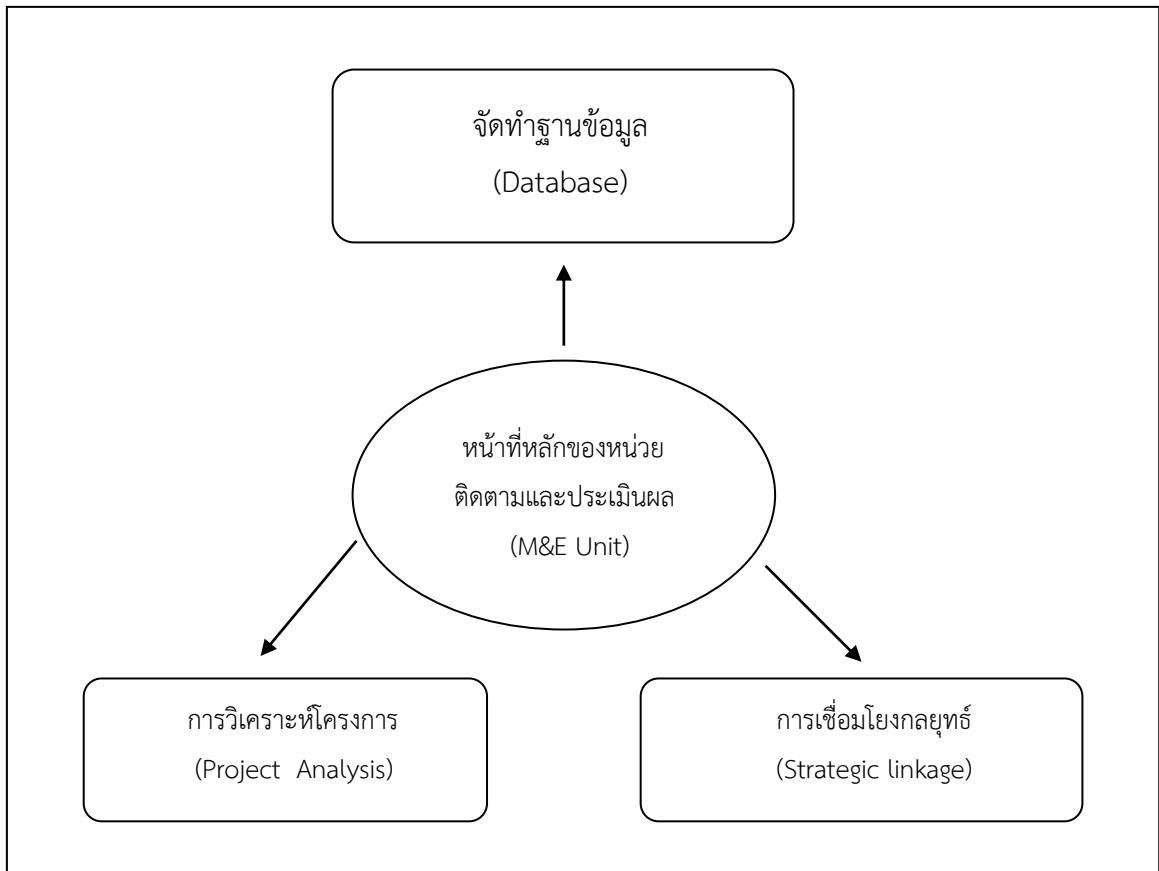 จัดทำฐานข้อมูล
(Database)
หน้าที่หลักของหน่วย
ติดตามและประเมินผล
(M&E Unit)
การวิเคราะห์โครงการ
(Project Analysis)
การเชื่อมโยงกลยุทธ์
(Strategic linkage)